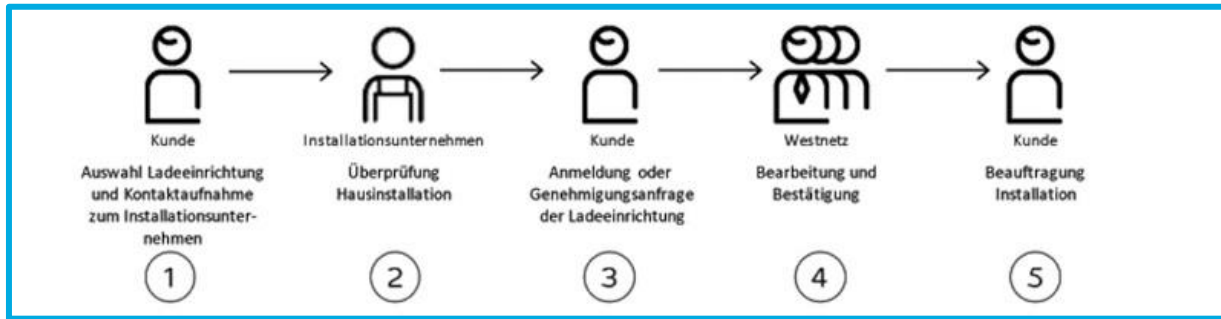 Kunde
Auswahl Ladeeinrichtung
und Kontaktaufnahme
zum Installationsunter-
nehmen
1
Installationsunternehmen
Überprüfung
Hausinstallation
2
Kunde
Anmeldung oder
Genehmigungsanfrage
der Ladeeinrichtung
3
Westnetz
Bearbeitung und
Bestätigung
4
Kunde
Beauftragung
Installation
5